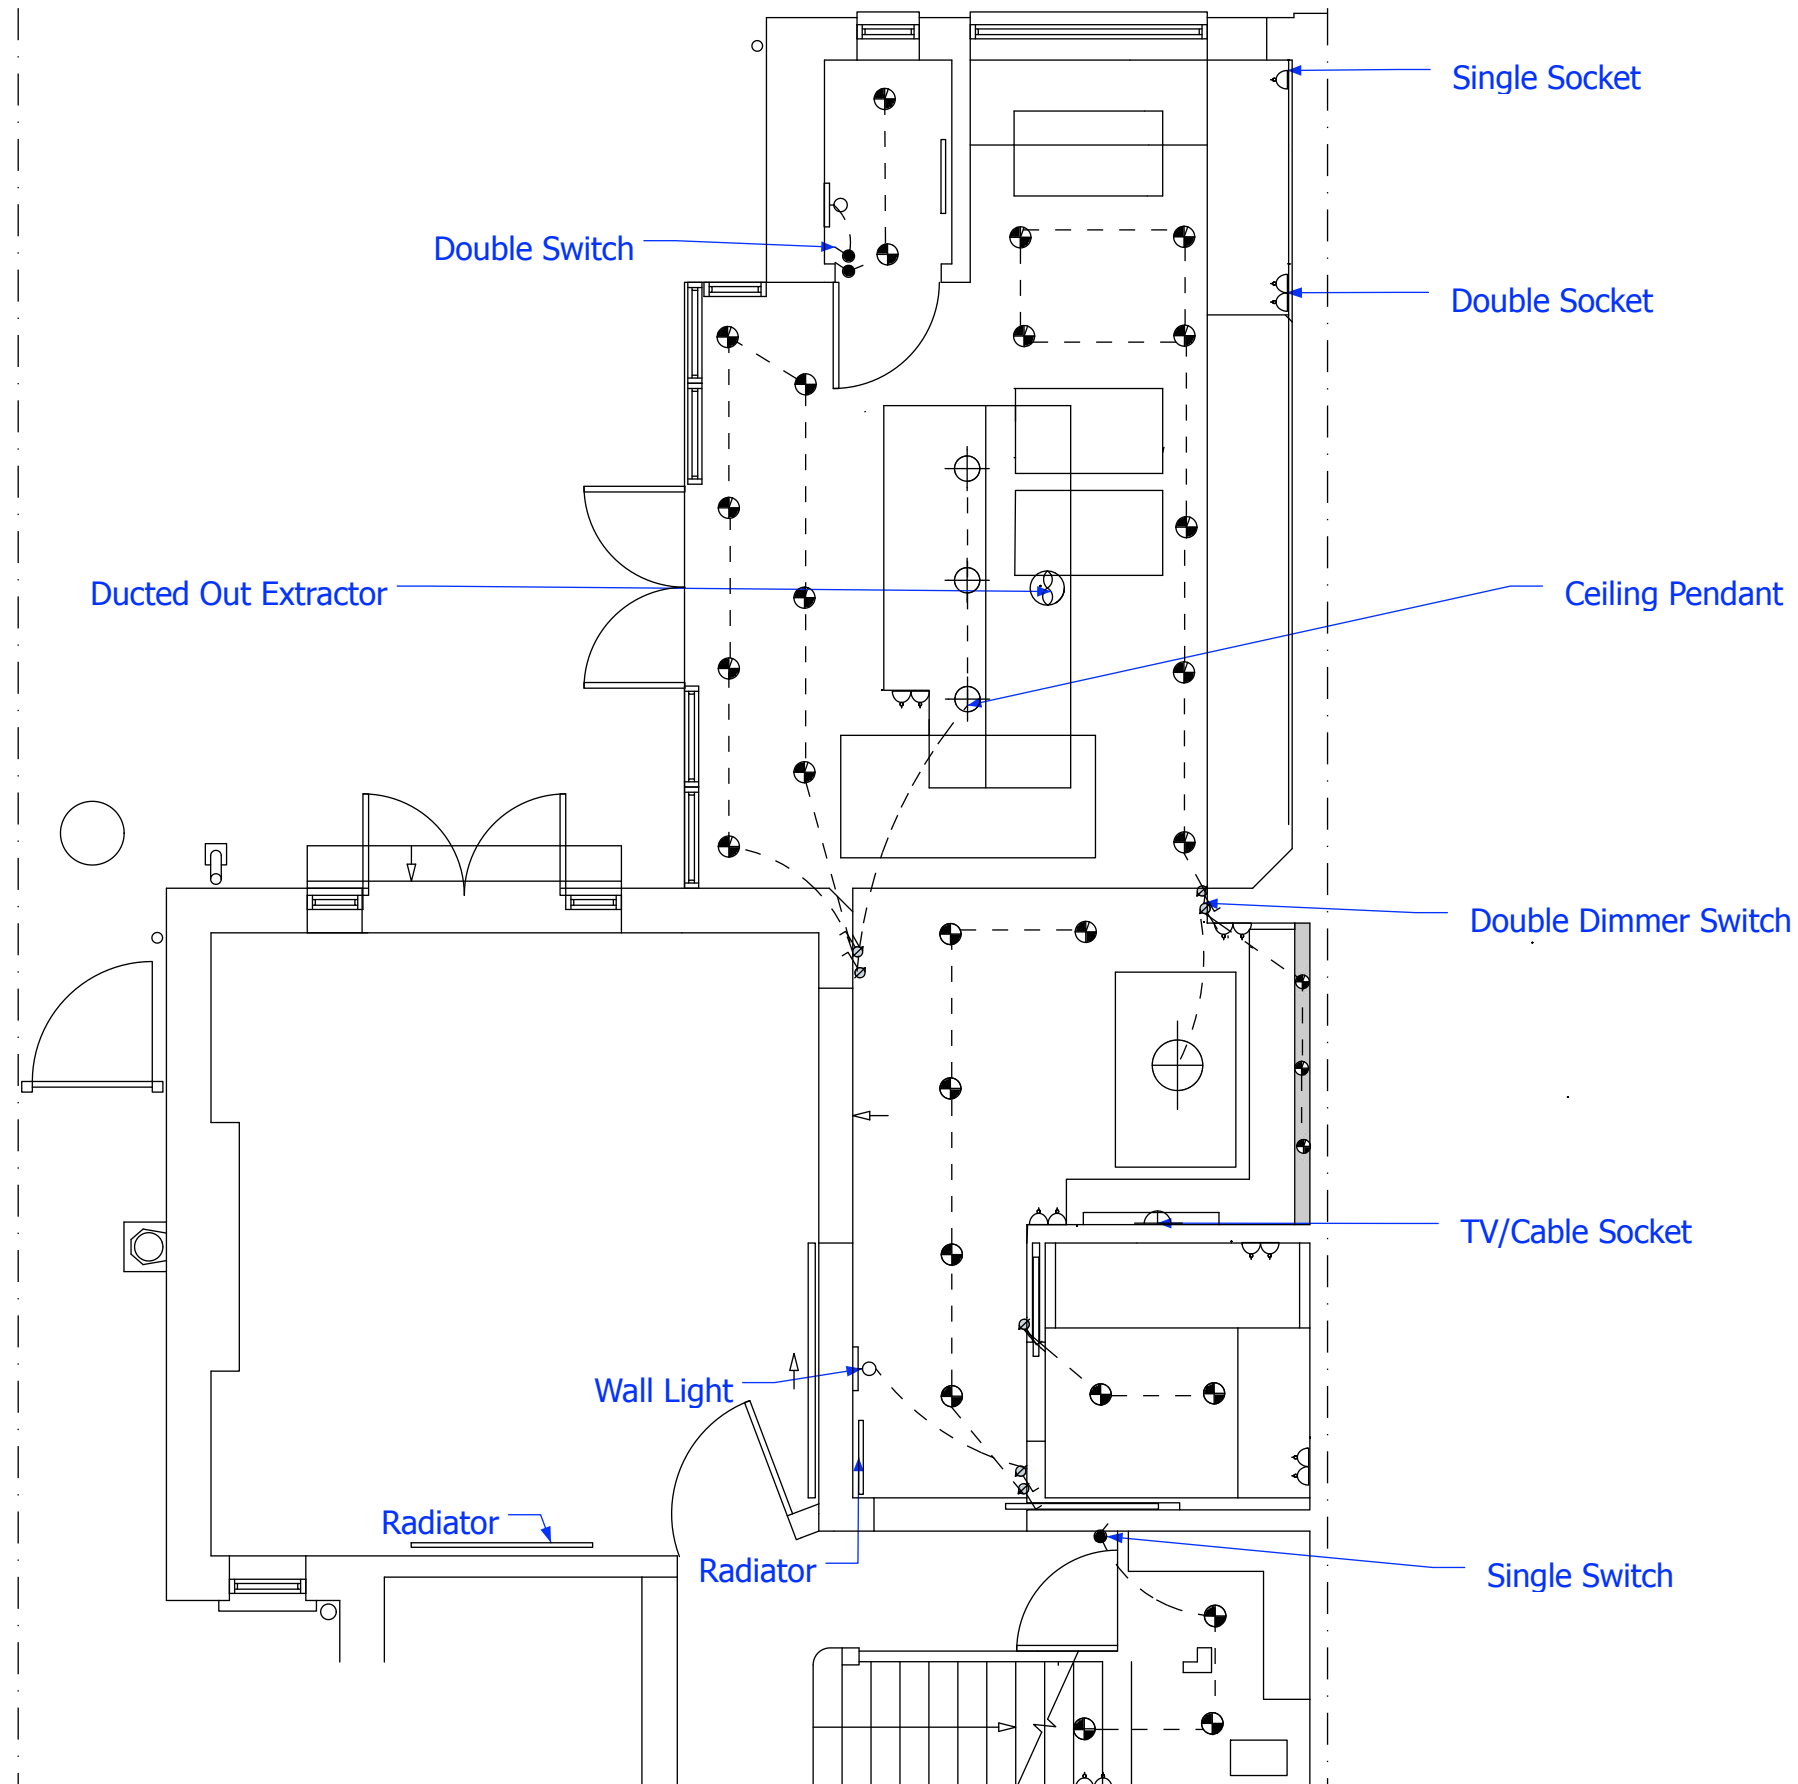 Single Socket
Double Switch
Double Socket
Ducted Out Extractor
Ceiling Pendant
Double Dimmer Switch
TV/Cable Socket
Wall Light
Radiator
Radiator
Single Switch